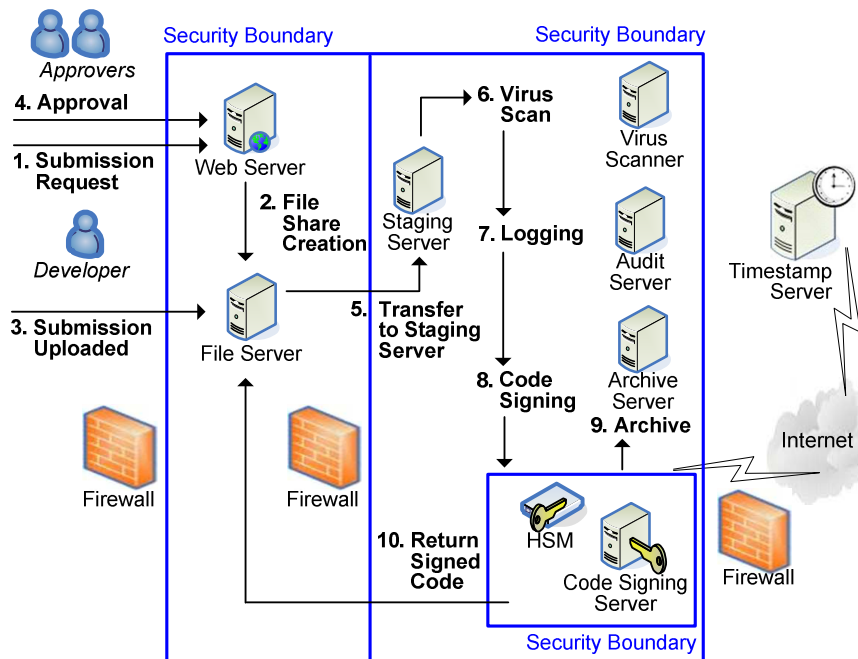 Security Boundary
Security Boundary
Approvers
4. Approval
1. Submission
Request
Web Server
2. File
Share
Creation
Developer
3. Submission
Uploaded
File Server
Firewall
Firewall
Staging
Server
5. Transfer
to Staging
Server
6. Virus
Scan
7. Logging
8. Code
Signing
Virus
Scanner
Audit
Server
Archive
Server
9. Archive
10. Return
Signed
Code
HSM
Code Signing
Server
Security Boundary
Timestamp
Server
Internet
Firewall